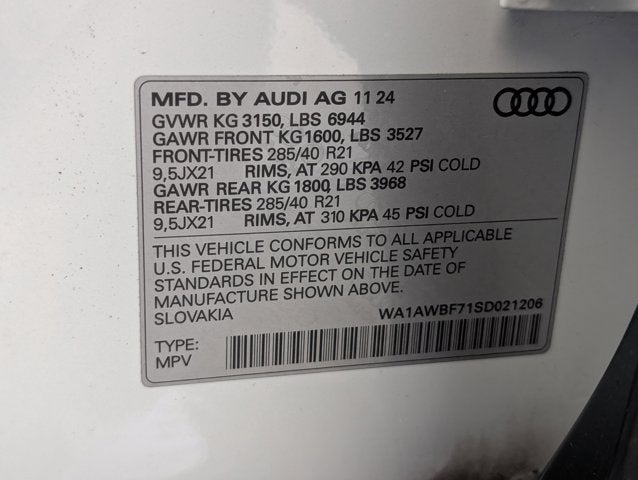 MFD. BY AUDI AG 11 24
GVWR KG 3150, LBS 6944
GAWR FRONT KG 1600, LBS 3527
FRONT-TIRES 285/40 R21
9,5JX21 RIMS, AT 290 KPA 42 PSI COLD
GAWR REAR KG 1800, LBS 3968
REAR-TIRES 285/40 R21
9,5JX21 RIMS, AT 310 KPA 45 PSI COLD
THIS VEHICLE CONFORMS TO ALL APPLICABLE
U.S. FEDERAL MOTOR VEHICLE SAFETY
STANDARDS IN EFFECT ON THE DATE OF
MANUFACTURE SHOWN ABOVE.
SLOVAKIA WA1AWBF71SD021206
TYPE:
MPV